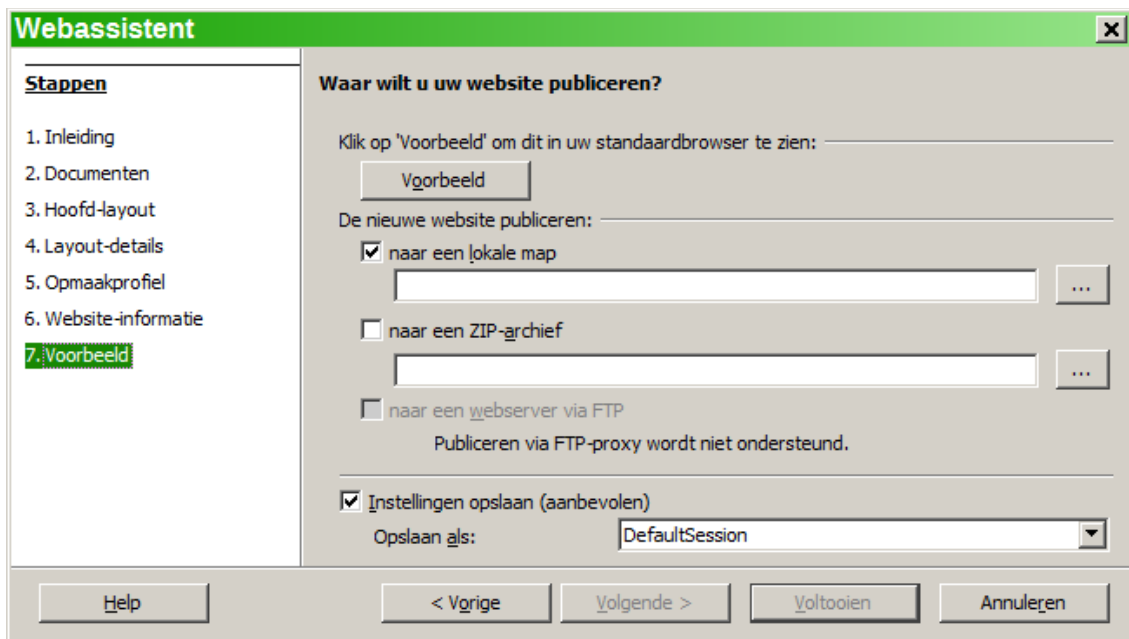 Webassistent
Stappen
1. Inleiding
2. Documenten
3. Hoofd-layout
4. Layout-details
5. Opmaakprofiel
6. Website-informatie
7. Voorbeeld
Waar wilt u uw website publiceren?
Klik op 'Voorbeeld' om dit in uw standaardbrowser te zien:
Voorbeeld
De nieuwe website publiceren:
naar een lokale map
...
naar een ZIP-archief
...
naar een webserver via FTP
Publiceren via FTP-proxy wordt niet ondersteund.
Instellingen opslaan (aanbevolen)
Opslaan als: DefaultSession
Help < Vorige Volgende > Voltooien Annuleren